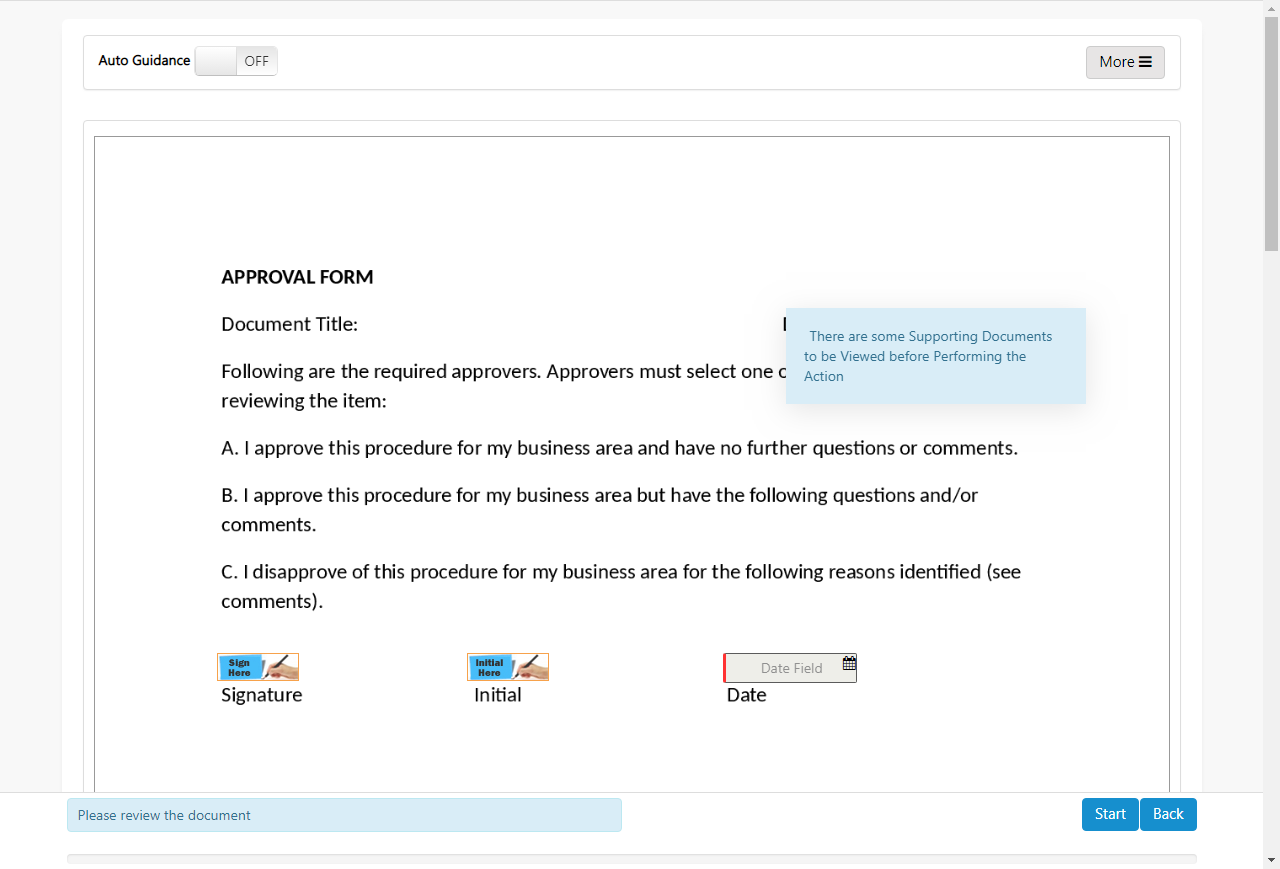 Auto Guidance OFF More
APPROVAL FORM
Document Title:
There are some Supporting Documents
to be Viewed before Performing the
Action
Following are the required approvers. Approvers must select one
reviewing the item:
A. I approve this procedure for my business area and have no further questions or comments.
B. I approve this procedure for my business area but have the following questions and/or
comments.
C. I disapprove of this procedure for my business area for the following reasons identified (see
comments).
Sign
Here
Initial
Here
Date Field
Signature Initial Date
Please review the document Start Back